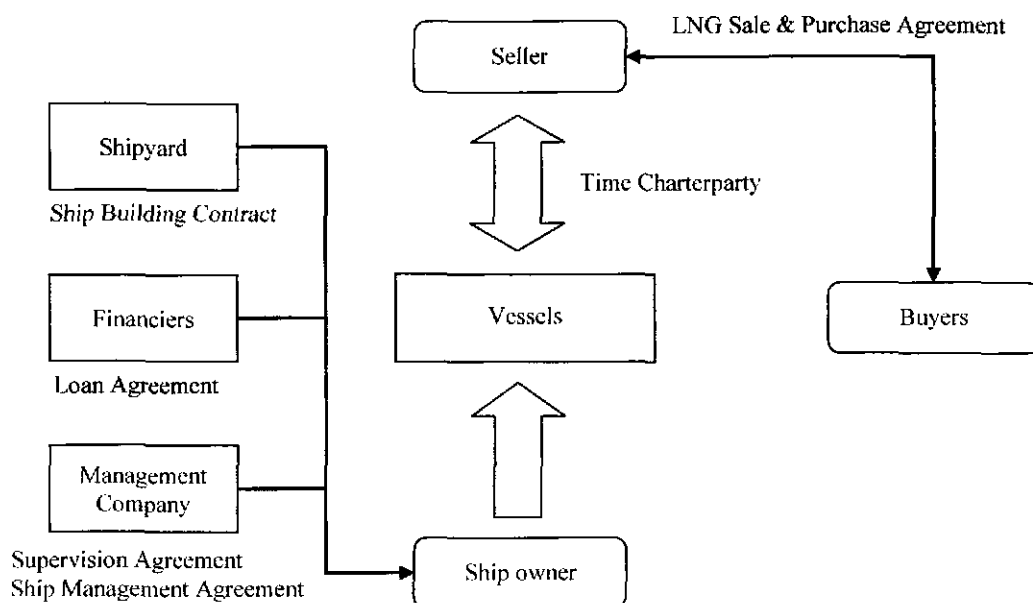 LNG Sale & Purchase Agreement
Seller
Shipyard
Time Charterparty
Ship Building Contract
Financiers
Vessels
Buyers
Loan Agreement
Management
Company
Supervision Agreement
Ship Management Agreement
Ship owner